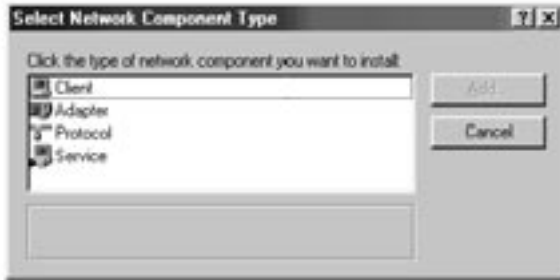 Select Network Component Type
Click the type of network component you want to install:
Client
Adapter
Protocol
Service
Add...
Cancel